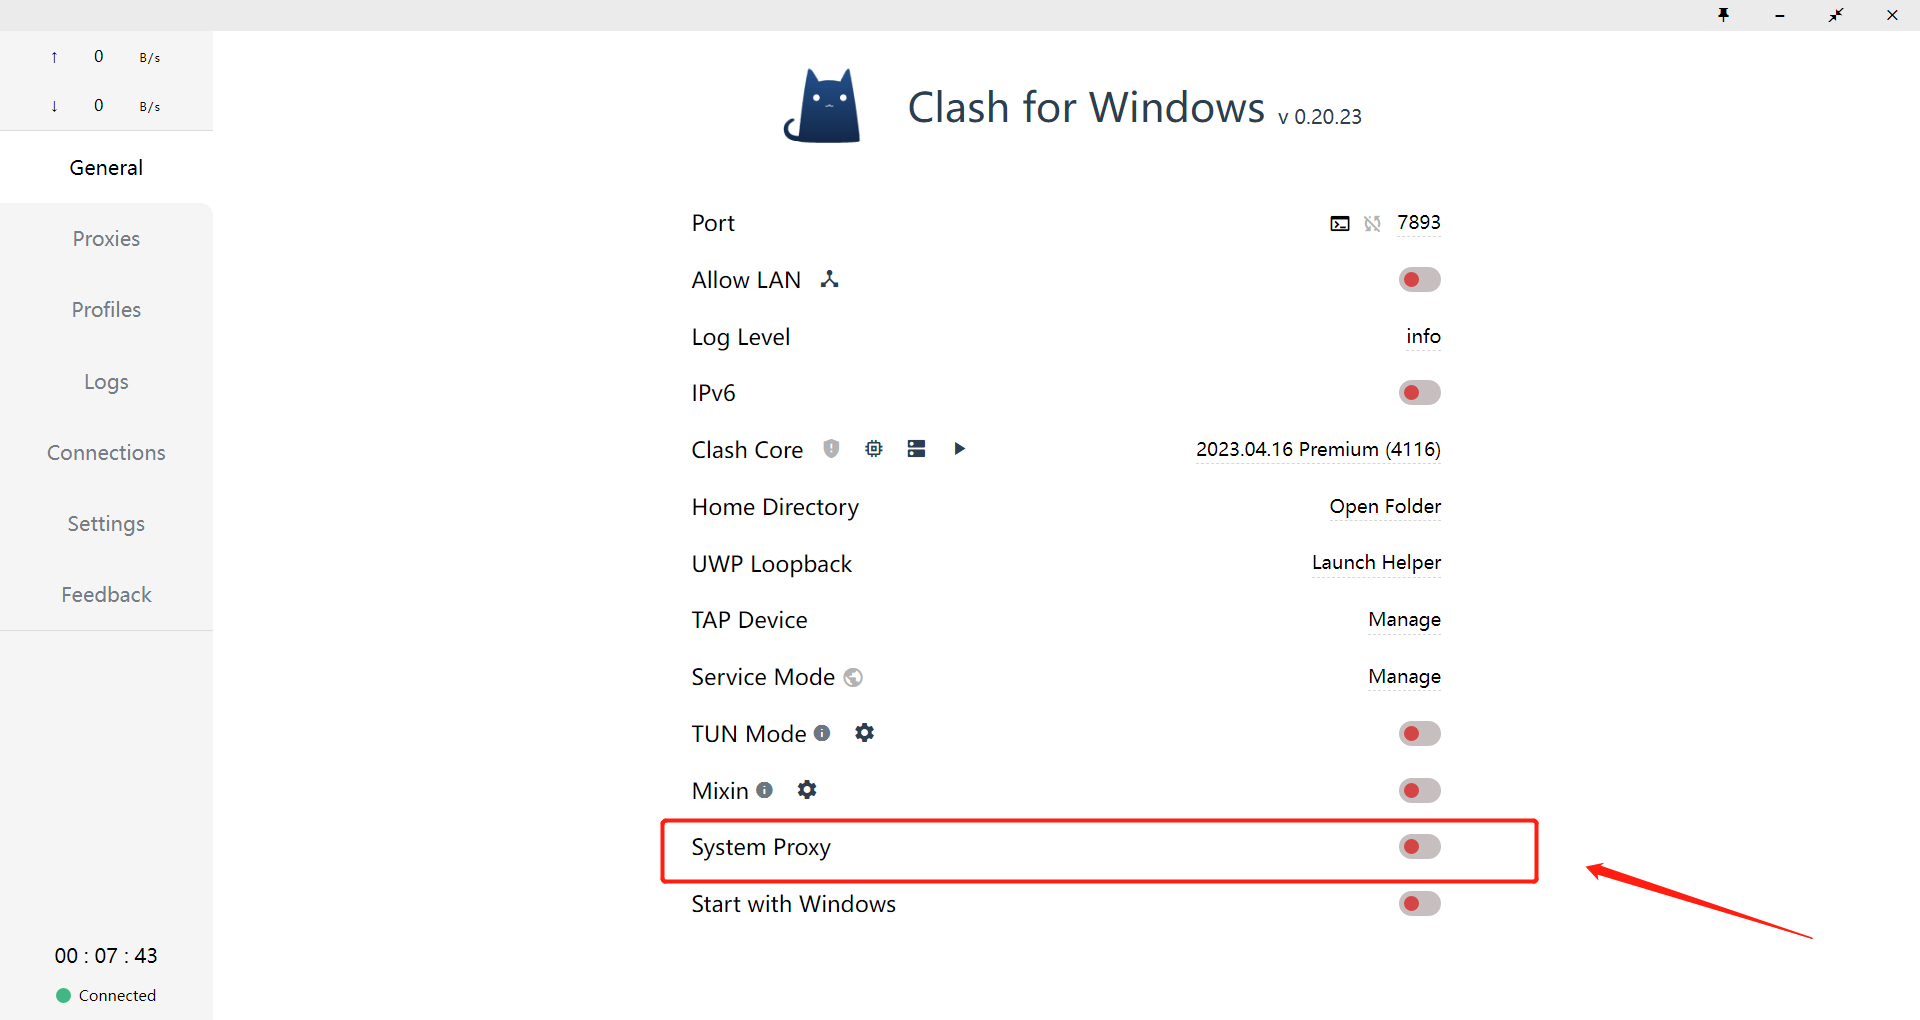 ↑ 0 B/s
↓ 0 B/s
General
Proxies
Profiles
Logs
Connections
Settings
Feedback
00 : 07 : 43
Connected
Clash for Windows v 0.20.23
Port 7893
Allow LAN
Log Level info
IPv6
Clash Core 2023.04.16 Premium (4116)
Home Directory Open Folder
UWP Loopback Launch Helper
TAP Device Manage
Service Mode Manage
TUN Mode
Mixin
System Proxy
Start with Windows